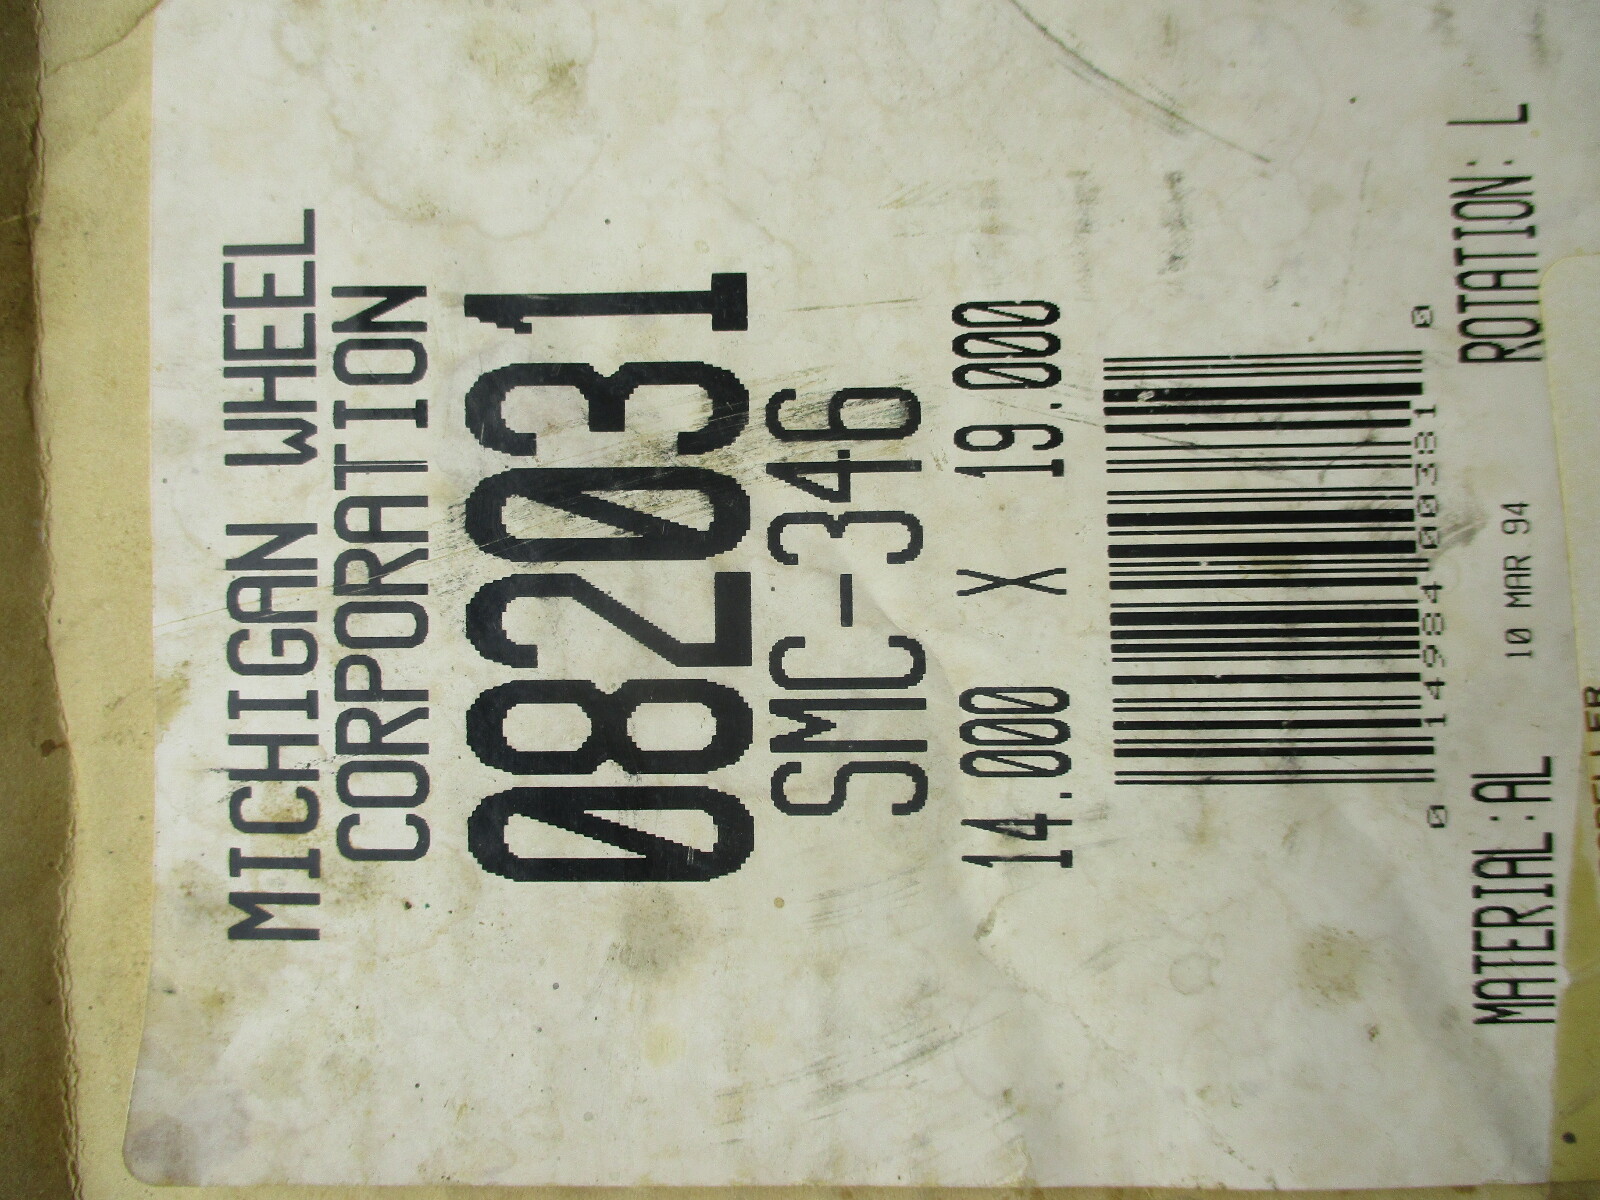 MICHIGAN WHEEL
CORPORATION
082031
SMC-346
14.000 X 19.000
0 14984 00381 0
10 MAR 94
MATERIAL:AL ROTATION: L